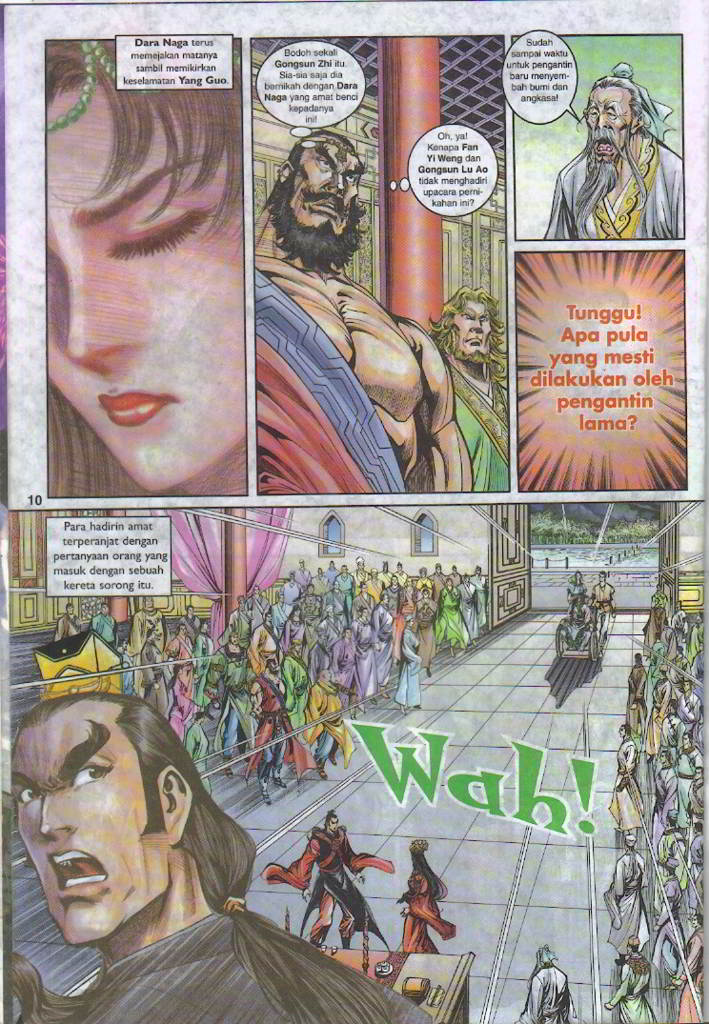 Dara Naga terus
memejakan matanya
sambil memikirkan
keselamatan Yang Guo.
Bodoh sekali
Gongsun Zhi itu.
Sia-sia saja dia
bernikah dengan Dara
Naga yang amat benci
kepadanya
ini!
Oh, ya!
Kenapa Fan
Yi Weng dan
Gongsun Lu Ao
tidak menghadiri
upacara perni-
kahan ini?
Sudah
sampai waktu
untuk pengantin
baru menyem-
bah bumi dan
angkasa!
Tunggu!
Apa pula
yang mesti
dilakukan oleh
pengantin
lama?
10
Para hadirin amat
terperanjat dengan
pertanyaan orang yang
masuk dengan sebuah
kereta sorong itu.
Wah!